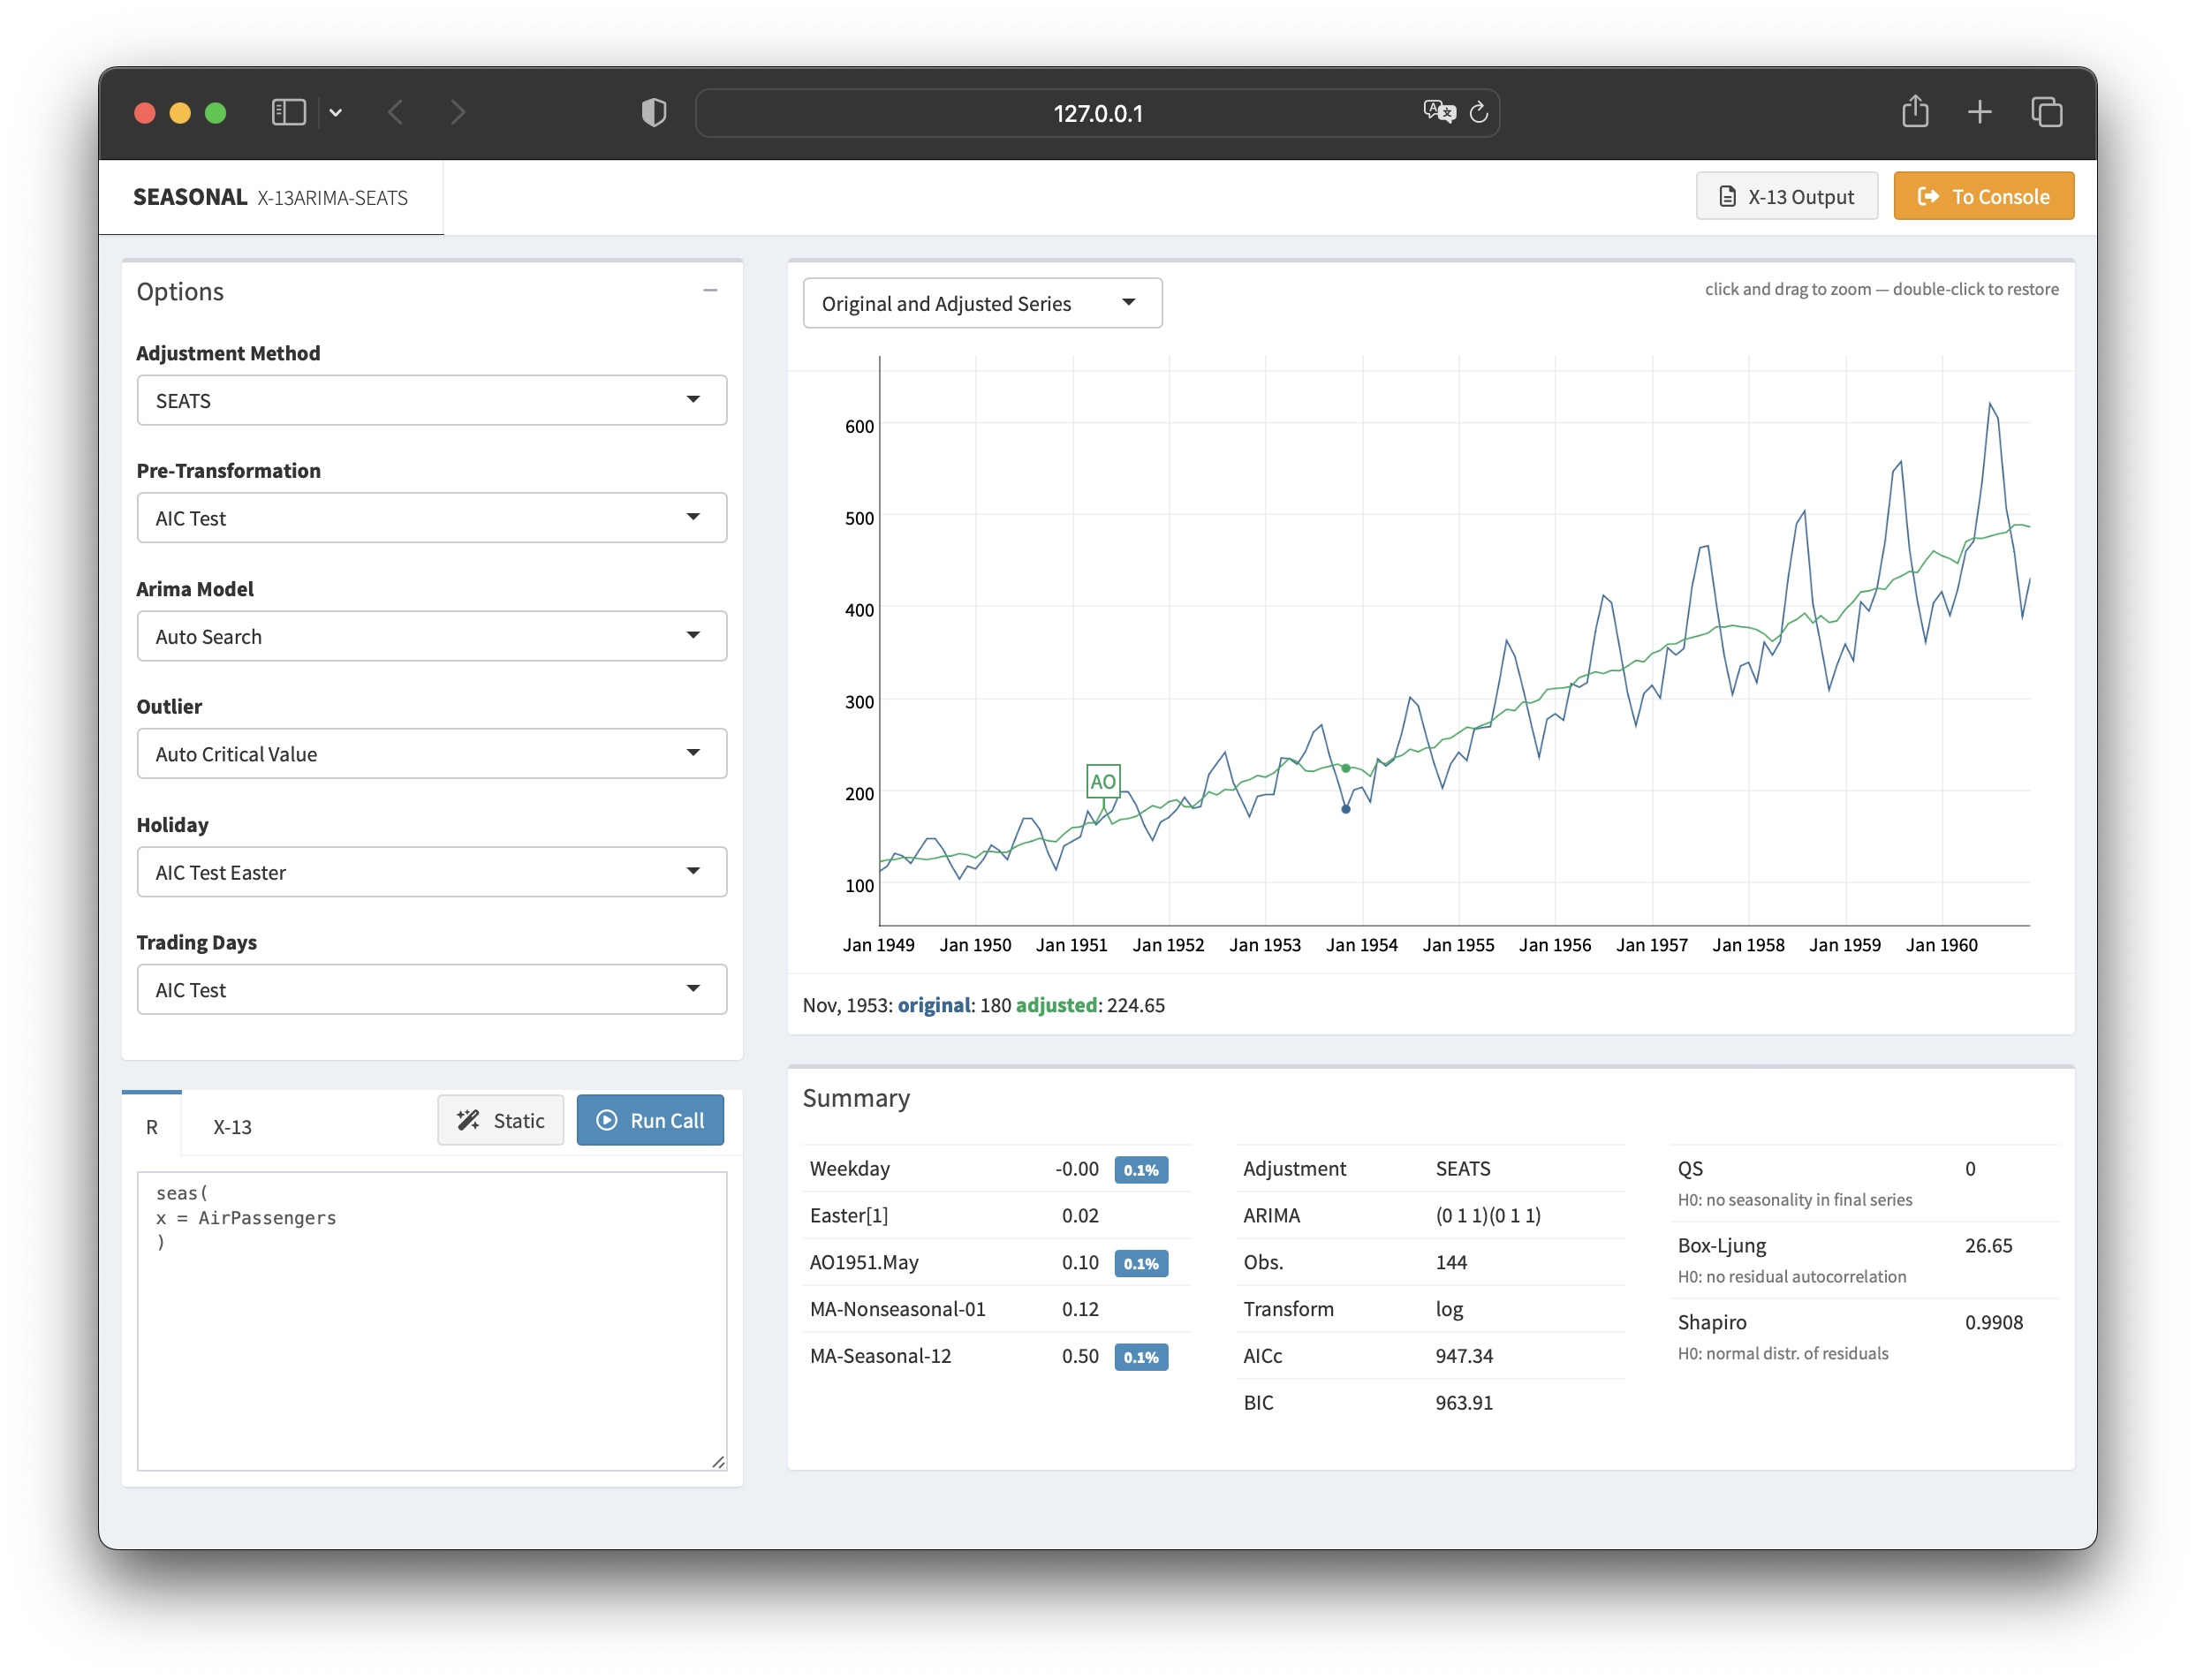 127.0.0.1
SEASONAL X-13ARIMA-SEATS
X-13 Output
To Console
Options
Adjustment Method
SEATS
Pre-Transformation
AIC Test
Arima Model
Auto Search
Outlier
Auto Critical Value
Holiday
AIC Test Easter
Trading Days
AIC Test
R
X-13
Static
Run Call
seas(
x = AirPassengers
)
Original and Adjusted Series
click and drag to zoom — double-click to restore
600
500
400
300
200
100
AO
Jan 1949 Jan 1950 Jan 1951 Jan 1952 Jan 1953 Jan 1954 Jan 1955 Jan 1956 Jan 1957 Jan 1958 Jan 1959 Jan 1960
Nov, 1953: original: 180 adjusted: 224.65
Summary
Weekday -0.00 0.1%
Easter[1] 0.02
AO1951.May 0.10 0.1%
MA-Nonseasonal-01 0.12
MA-Seasonal-12 0.50 0.1%
Adjustment SEATS
ARIMA (0 1 1)(0 1 1)
Obs. 144
Transform log
AICc 947.34
BIC 963.91
QS 0
H0: no seasonality in final series
Box-Ljung 26.65
H0: no residual autocorrelation
Shapiro 0.9908
H0: normal distr. of residuals